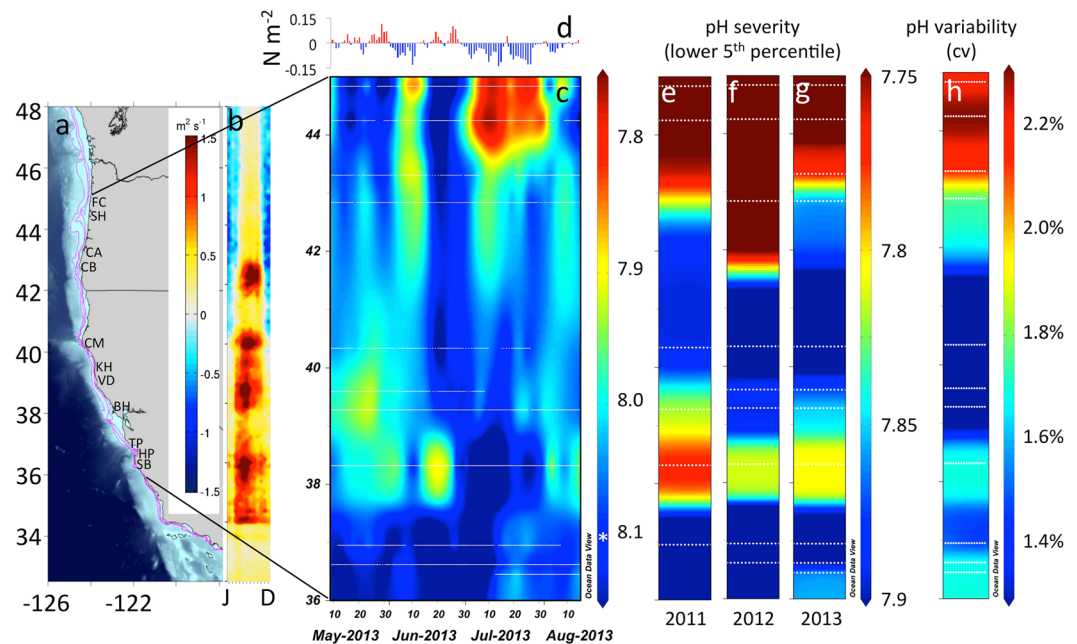 0.15
0
-0.15
N m⁻²
d
pH severity
(lower 5th percentile)
pH variability
(cv)
48
46
44
42
40
38
36
34
-126
-122
a
FC
SH
CA
CB
CM
KH
VD
BH
TP
HP
SB
m² s⁻¹
1.5
1
0.5
0
-0.5
-1
-1.5
b
J
D
c
44
42
40
38
36
10
20
30
10
20
30
10
20
30
10
May-2013
Jun-2013
Jul-2013
Aug-2013
Ocean Data View
7.8
7.9
8.0
*
8.1
e
f
g
2011
2012
2013
Ocean Data View
7.75
7.8
7.85
7.9
h
Ocean Data View
2.2%
2.0%
1.8%
1.6%
1.4%